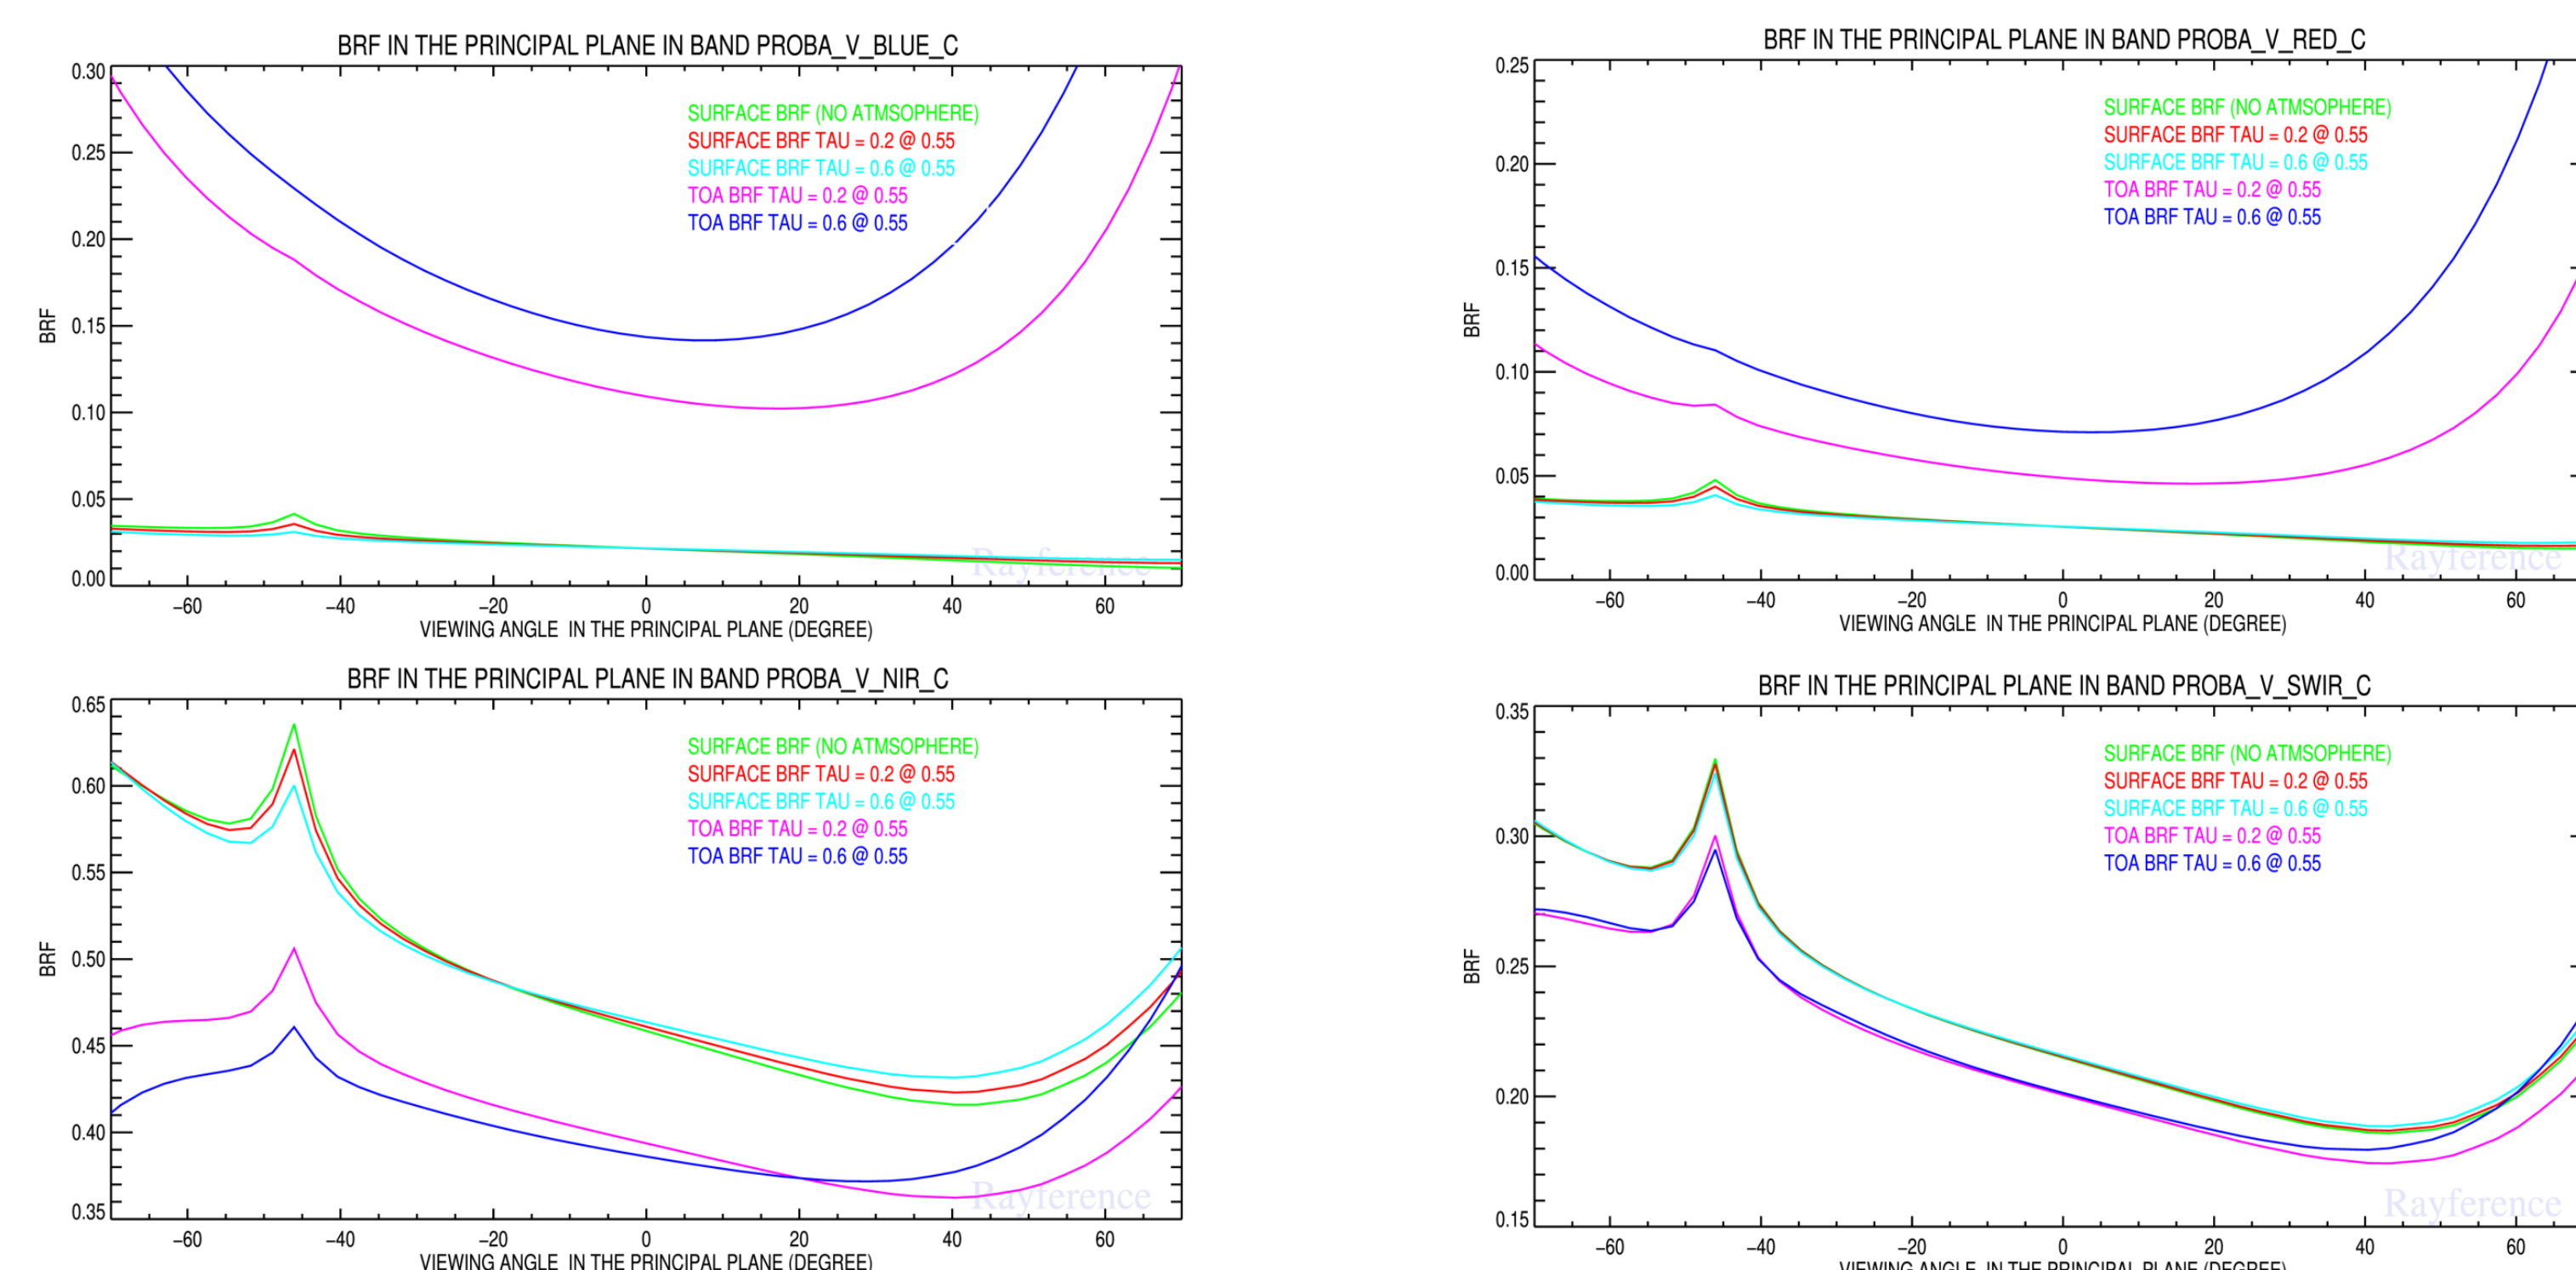 BRF IN THE PRINCIPAL PLANE IN BAND PROBA_V_BLUE_C
0.30
0.25
0.20
0.15
0.10
0.05
0.00
BRF
SURFACE BRF (NO ATMSOPHERE)
SURFACE BRF TAU = 0.2 @ 0.55
SURFACE BRF TAU = 0.6 @ 0.55
TOA BRF TAU = 0.2 @ 0.55
TOA BRF TAU = 0.6 @ 0.55
Rayference
−60 −40 −20 0 20 40 60
VIEWING ANGLE IN THE PRINCIPAL PLANE (DEGREE)
BRF IN THE PRINCIPAL PLANE IN BAND PROBA_V_RED_C
0.25
0.20
0.15
0.10
0.05
0.00
BRF
SURFACE BRF (NO ATMSOPHERE)
SURFACE BRF TAU = 0.2 @ 0.55
SURFACE BRF TAU = 0.6 @ 0.55
TOA BRF TAU = 0.2 @ 0.55
TOA BRF TAU = 0.6 @ 0.55
Rayference
−60 −40 −20 0 20 40 60
VIEWING ANGLE IN THE PRINCIPAL PLANE (DEGREE)
BRF IN THE PRINCIPAL PLANE IN BAND PROBA_V_NIR_C
0.65
0.60
0.55
0.50
0.45
0.40
0.35
BRF
SURFACE BRF (NO ATMSOPHERE)
SURFACE BRF TAU = 0.2 @ 0.55
SURFACE BRF TAU = 0.6 @ 0.55
TOA BRF TAU = 0.2 @ 0.55
TOA BRF TAU = 0.6 @ 0.55
Rayference
−60 −40 −20 0 20 40 60
VIEWING ANGLE IN THE PRINCIPAL PLANE (DEGREE)
BRF IN THE PRINCIPAL PLANE IN BAND PROBA_V_SWIR_C
0.35
0.30
0.25
0.20
0.15
BRF
SURFACE BRF (NO ATMSOPHERE)
SURFACE BRF TAU = 0.2 @ 0.55
SURFACE BRF TAU = 0.6 @ 0.55
TOA BRF TAU = 0.2 @ 0.55
TOA BRF TAU = 0.6 @ 0.55
Rayference
−60 −40 −20 0 20 40 60
VIEWING ANGLE IN THE PRINCIPAL PLANE (DEGREE)